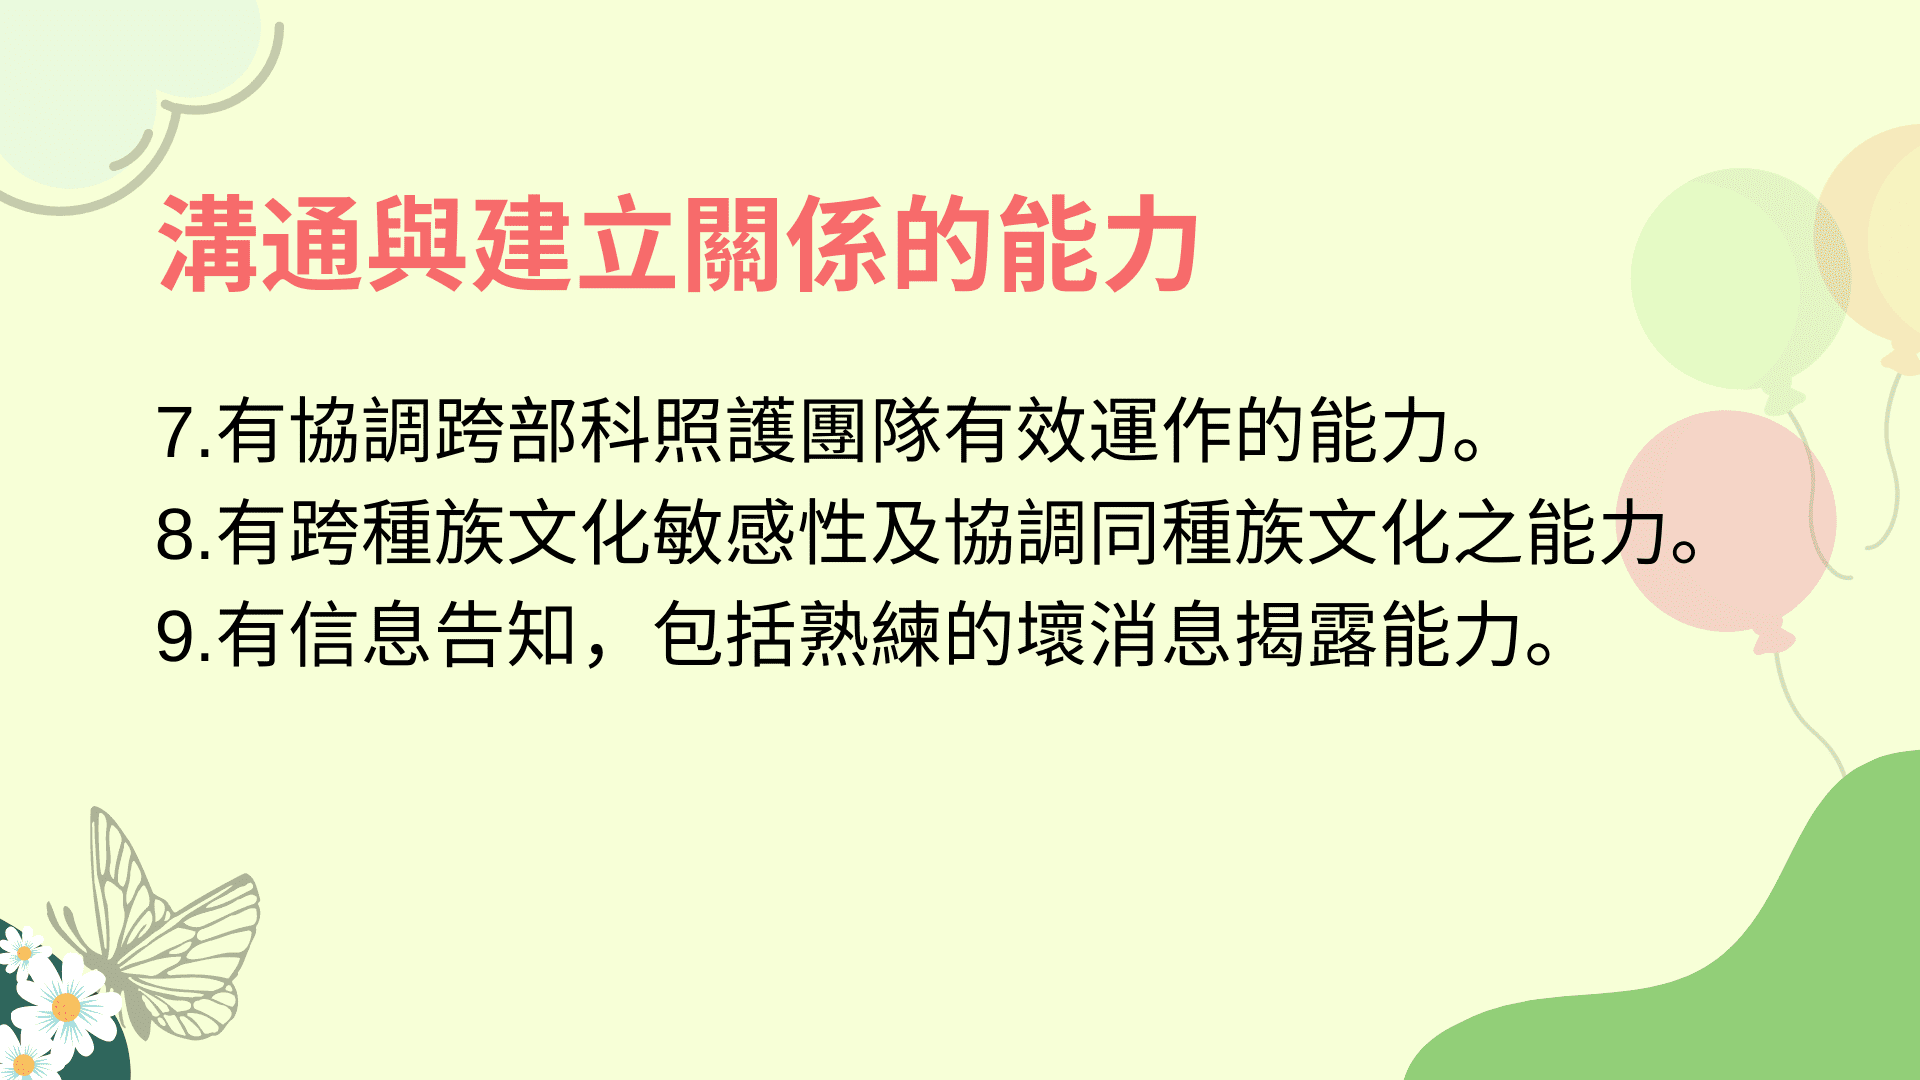 溝通與建立關係的能力
7.有協調跨部科照護團隊有效運作的能力。
8.有跨種族文化敏感性及協調同種族文化之能力。
9.有信息告知，包括熟練的壞消息揭露能力。